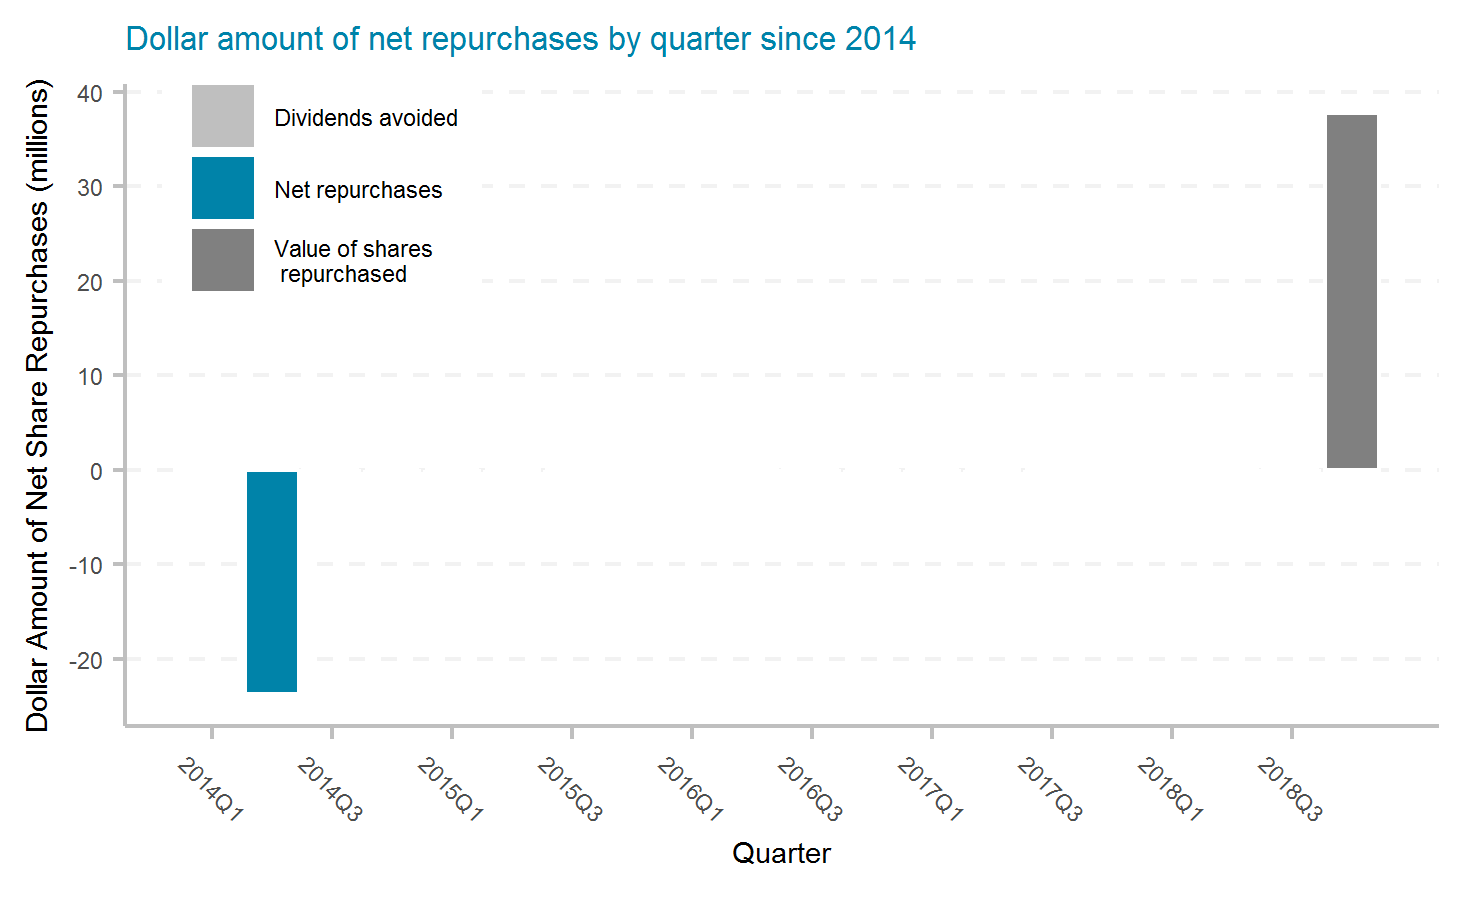 Dollar amount of net repurchases by quarter since 2014
Dollar Amount of Net Share Repurchases (millions)
40
30
20
10
0
-10
-20
Dividends avoided
Net repurchases
Value of shares
repurchased
2014Q1
2014Q3
2015Q1
2015Q3
2016Q1
2016Q3
2017Q1
2017Q3
2018Q1
2018Q3
Quarter